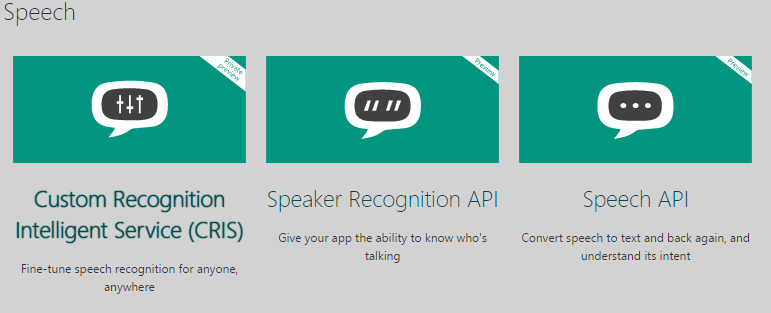 Speech
Private
preview
Preview
Preview
Custom Recognition
Intelligent Service (CRIS)
Fine-tune speech recognition for anyone,
anywhere
Speaker Recognition API
Give your app the ability to know who's
talking
Speech API
Convert speech to text and back again, and
understand its intent